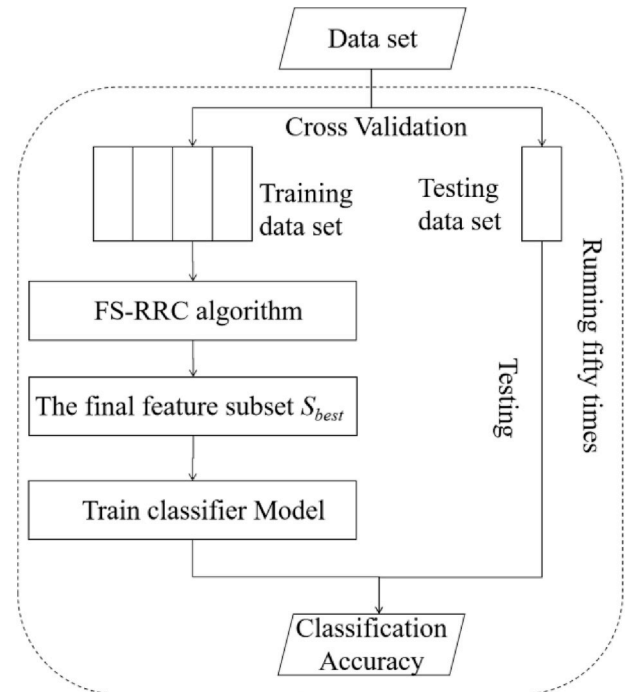 Data set
Cross Validation
Training
data set
Testing
data set
FS-RRC algorithm
The final feature subset S_best
Train classifier Model
Testing
Running fifty times
Classification
Accuracy